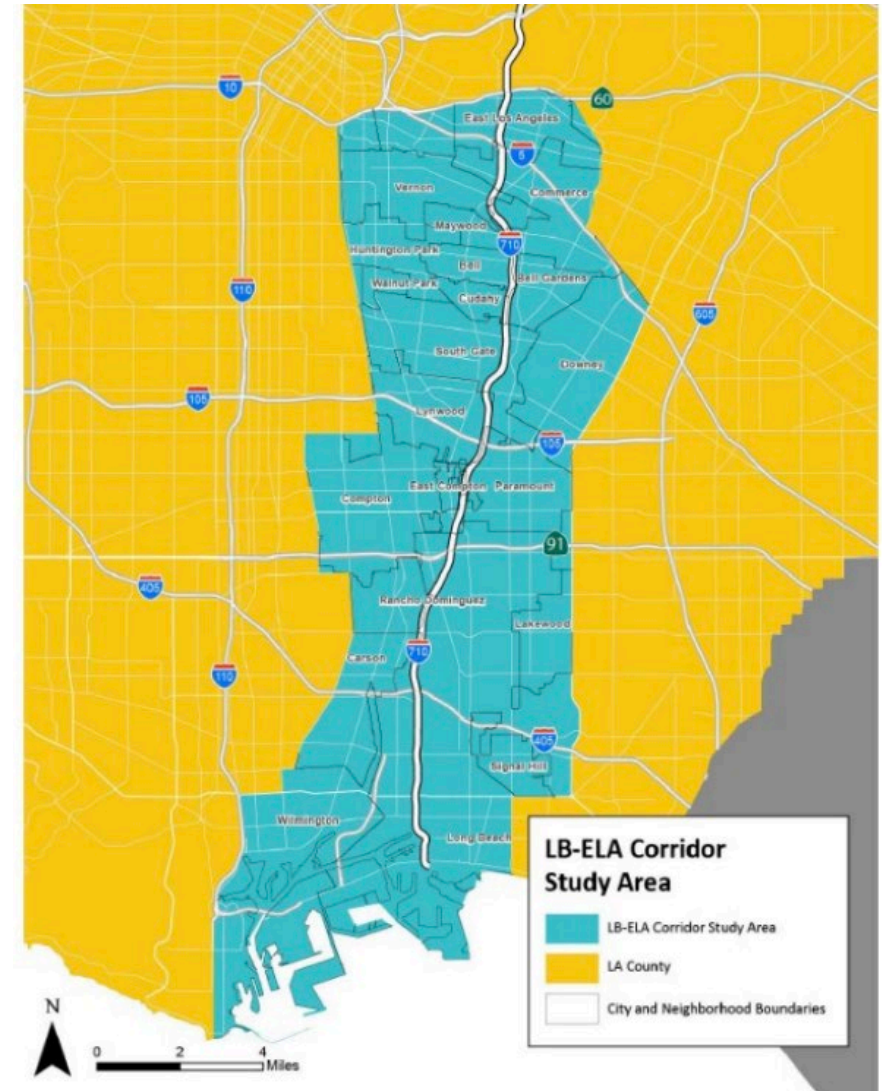 60
10
East Los Angeles
5
Vernon
Commerce
Maywood
710
Huntington Park
Bell
Bell Gardens
Walnut Park
110
Cudahy
605
South Gate
Downey
105
Lynwood
105
East Compton
Paramount
Compton
91
405
Rancho Dominguez
Lakewood
710
Carson
110
405
Signal Hill
Wilmington
Long Beach
LB-ELA Corridor
Study Area
LB-ELA Corridor Study Area
LA County
City and Neighborhood Boundaries
N
0 2 4
Miles